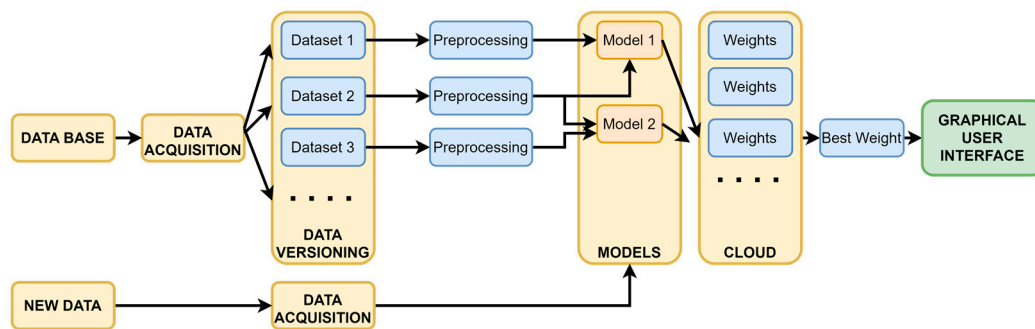 Dataset 1
Preprocessing
Model 1
Weights
Dataset 2
Preprocessing
Weights
DATA BASE
DATA
ACQUISITION
Dataset 3
Preprocessing
Model 2
Weights
Best Weight
GRAPHICAL
USER
INTERFACE
. . . .
. . . .
DATA
VERSIONING
MODELS
CLOUD
NEW DATA
DATA
ACQUISITION